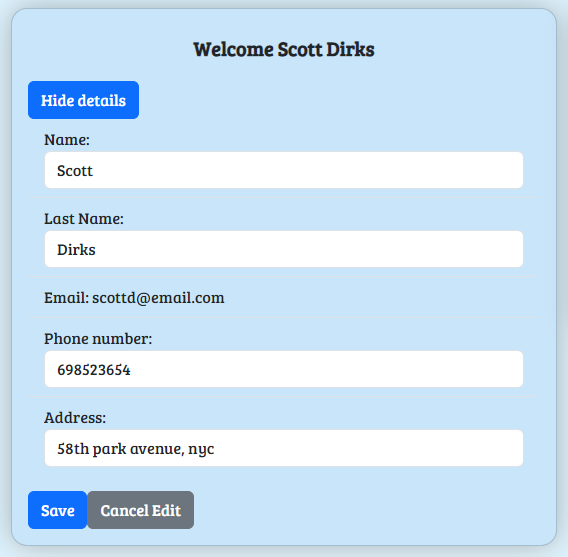 Welcome Scott Dirks
Hide details
Name:
Scott
Last Name:
Dirks
Email: scottd@email.com
Phone number:
698523654
Address:
58th park avenue, nyc
Save Cancel Edit